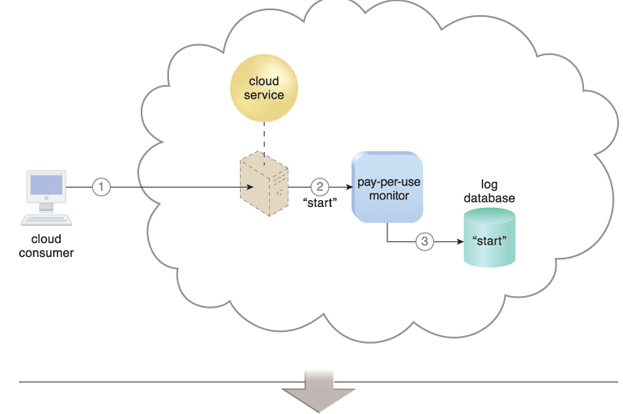 cloud
service
1
2
"start"
pay-per-use
monitor
log
database
3
"start"
cloud
consumer